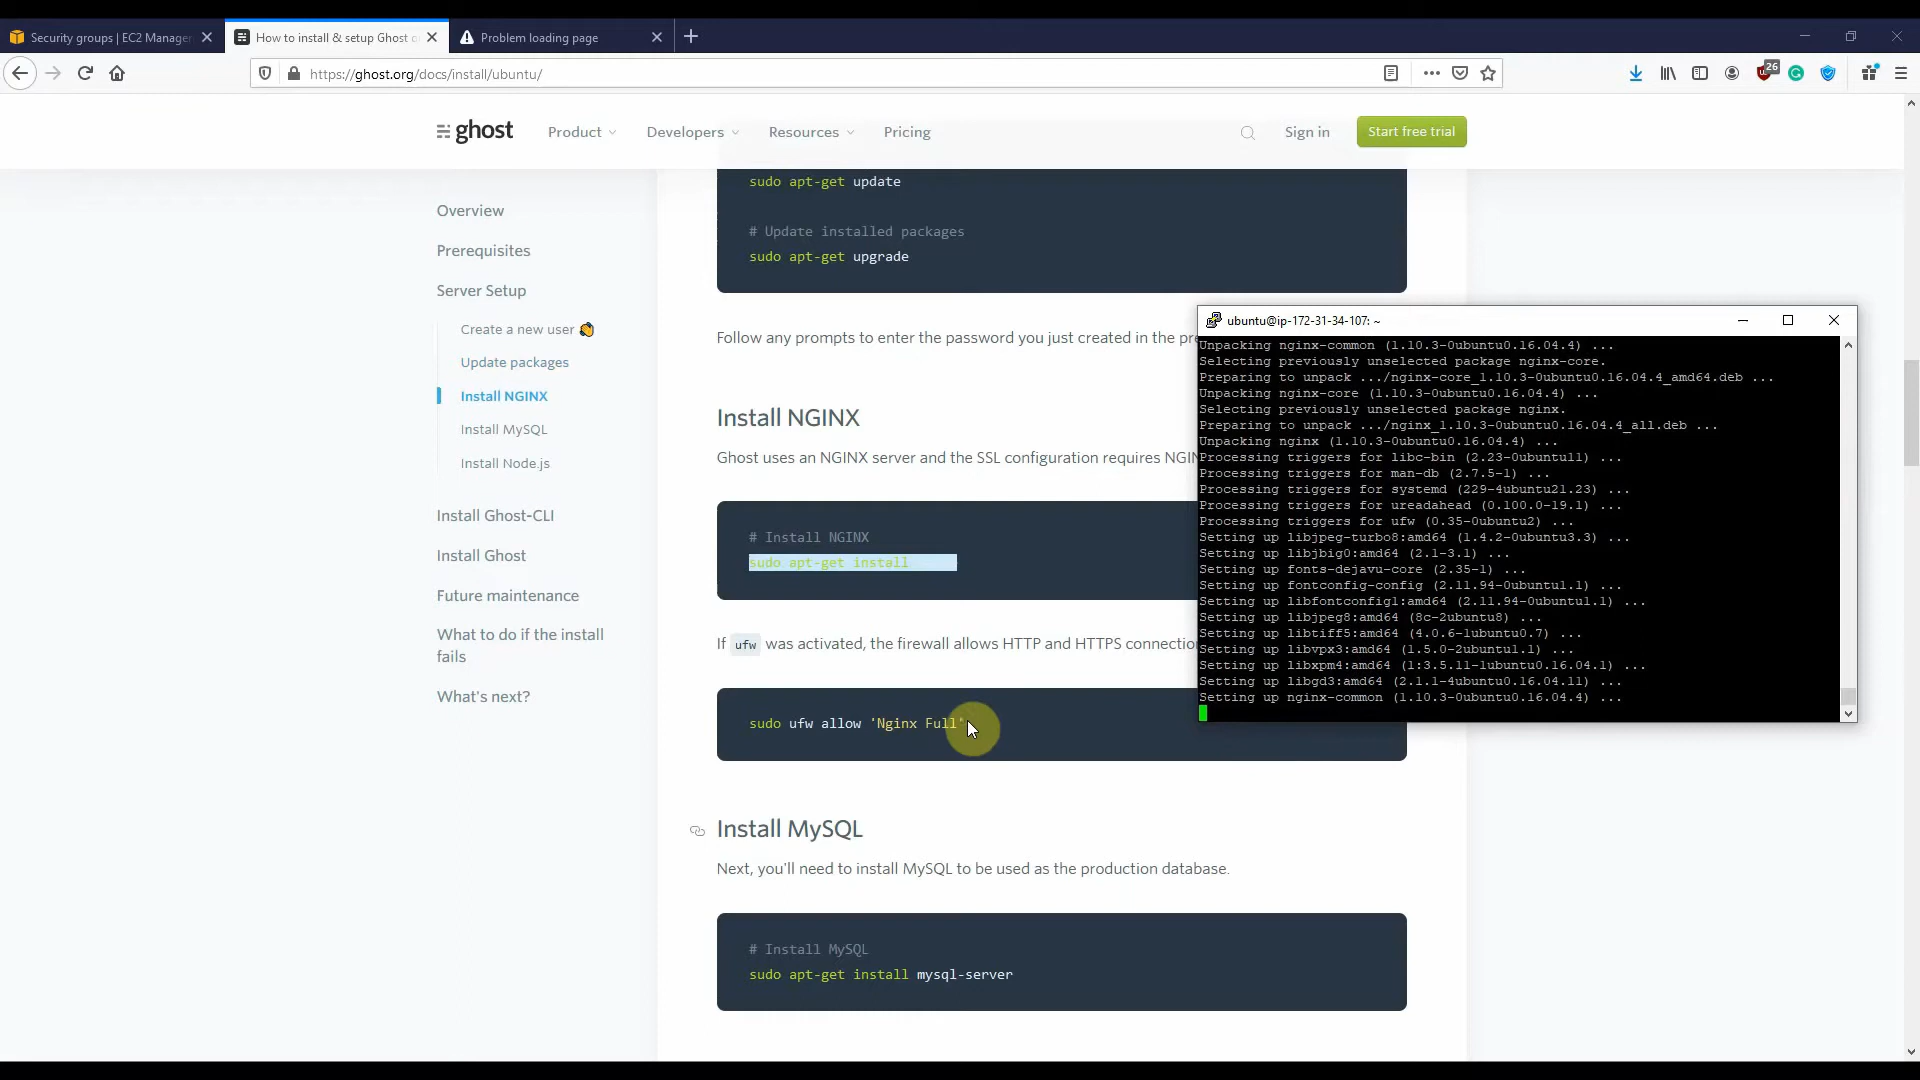 Security groups | EC2 Manager
How to install & setup Ghost o
Problem loading page
https://ghost.org/docs/install/ubuntu/
26
ghost
Product
Developers
Resources
Pricing
Sign in
Start free trial
Overview
Prerequisites
Server Setup
Create a new user
Update packages
Install NGINX
Install MySQL
Install Node.js
Install Ghost-CLI
Install Ghost
Future maintenance
What to do if the install
fails
What's next?
sudo apt-get update
# Update installed packages
sudo apt-get upgrade
Follow any prompts to enter the password you just created in the pre
Install NGINX
Ghost uses an NGINX server and the SSL configuration requires NGIN
# Install NGINX
sudo apt-get install
If ufw was activated, the firewall allows HTTP and HTTPS connectio
sudo ufw allow 'Nginx Full'
Install MySQL
Next, you'll need to install MySQL to be used as the production database.
# Install MySQL
sudo apt-get install mysql-server
ubuntu@ip-172-31-34-107: ~
Unpacking nginx-common (1.10.3-0ubuntu0.16.04.4) ...
Selecting previously unselected package nginx-core.
Preparing to unpack .../nginx-core_1.10.3-0ubuntu0.16.04.4_amd64.deb ...
Unpacking nginx-core (1.10.3-0ubuntu0.16.04.4) ...
Selecting previously unselected package nginx.
Preparing to unpack .../nginx_1.10.3-0ubuntu0.16.04.4_all.deb ...
Unpacking nginx (1.10.3-0ubuntu0.16.04.4) ...
Processing triggers for libc-bin (2.23-0ubuntu11) ...
Processing triggers for man-db (2.7.5-1) ...
Processing triggers for systemd (229-4ubuntu21.23) ...
Processing triggers for ureadahead (0.100.0-19.1) ...
Processing triggers for ufw (0.35-0ubuntu2) ...
Setting up libjpeg-turbo8:amd64 (1.4.2-0ubuntu3.3) ...
Setting up libjbig0:amd64 (2.1-3.1) ...
Setting up fonts-dejavu-core (2.35-1) ...
Setting up fontconfig-config (2.11.94-0ubuntu1.1) ...
Setting up libfontconfig1:amd64 (2.11.94-0ubuntu1.1) ...
Setting up libjpeg8:amd64 (8c-2ubuntu8) ...
Setting up libtiff5:amd64 (4.0.6-1ubuntu0.7) ...
Setting up libvpx3:amd64 (1.5.0-2ubuntu1.1) ...
Setting up libxpm4:amd64 (1:3.5.11-1ubuntu0.16.04.1) ...
Setting up libgd3:amd64 (2.1.1-4ubuntu0.16.04.11) ...
Setting up nginx-common (1.10.3-0ubuntu0.16.04.4) ...